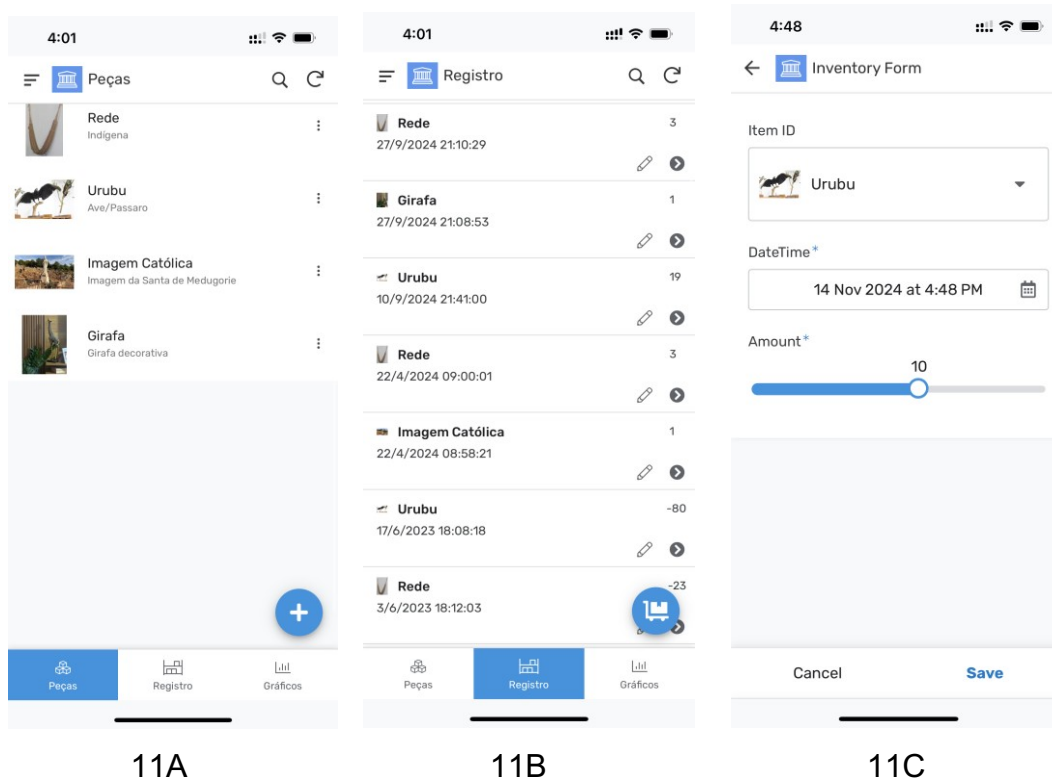 4:01
Peças
Rede
Indígena
Urubu
Ave/Passaro
Imagem Católica
Imagem da Santa de Medugorie
Girafa
Girafa decorativa
+
Peças
Registro
Gráficos
11A
4:01
Registro
Rede 3
27/9/2024 21:10:29
Girafa 1
27/9/2024 21:08:53
Urubu 19
10/9/2024 21:41:00
Rede 3
22/4/2024 09:00:01
Imagem Católica 1
22/4/2024 08:58:21
Urubu -80
17/6/2023 18:08:18
Rede -23
3/6/2023 18:12:03
Peças
Registro
Gráficos
11B
4:48
Inventory Form
Item ID
Urubu
DateTime*
14 Nov 2024 at 4:48 PM
Amount*
10
Cancel Save
11C